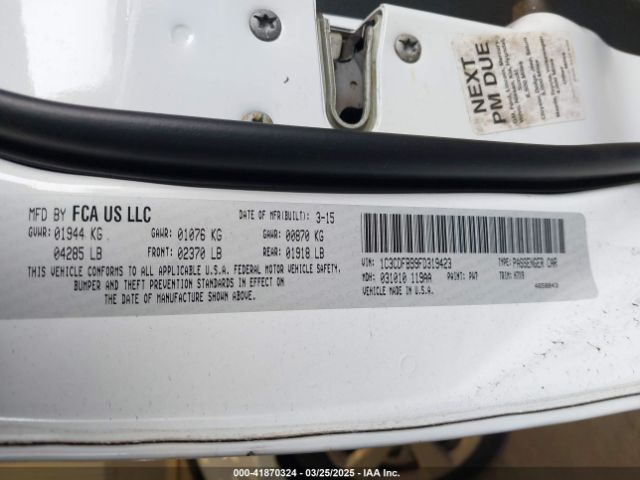 NEXT
PM DUE
MFD BY FCA US LLC
DATE OF MFR(BUILT): 3-15
GVWR: 01944 KG GAWR: 01076 KG GAWR: 00870 KG
04285 LB FRONT: 02370 LB REAR: 01918 LB
THIS VEHICLE CONFORMS TO ALL APPLICABLE U.S.A. FEDERAL MOTOR VEHICLE SAFETY,
BUMPER AND THEFT PREVENTION STANDARDS IN EFFECT ON
THE DATE OF MANUFACTURE SHOWN ABOVE.
VIN: 1C3CDFBB9FD319423 TYPE: PASSENGER CAR
MDH: 031010 119AA PAINT: PW7 TRIM:
VEHICLE MADE IN U.S.A.
000-41870324 | 03/25/2025 | IAA Inc.